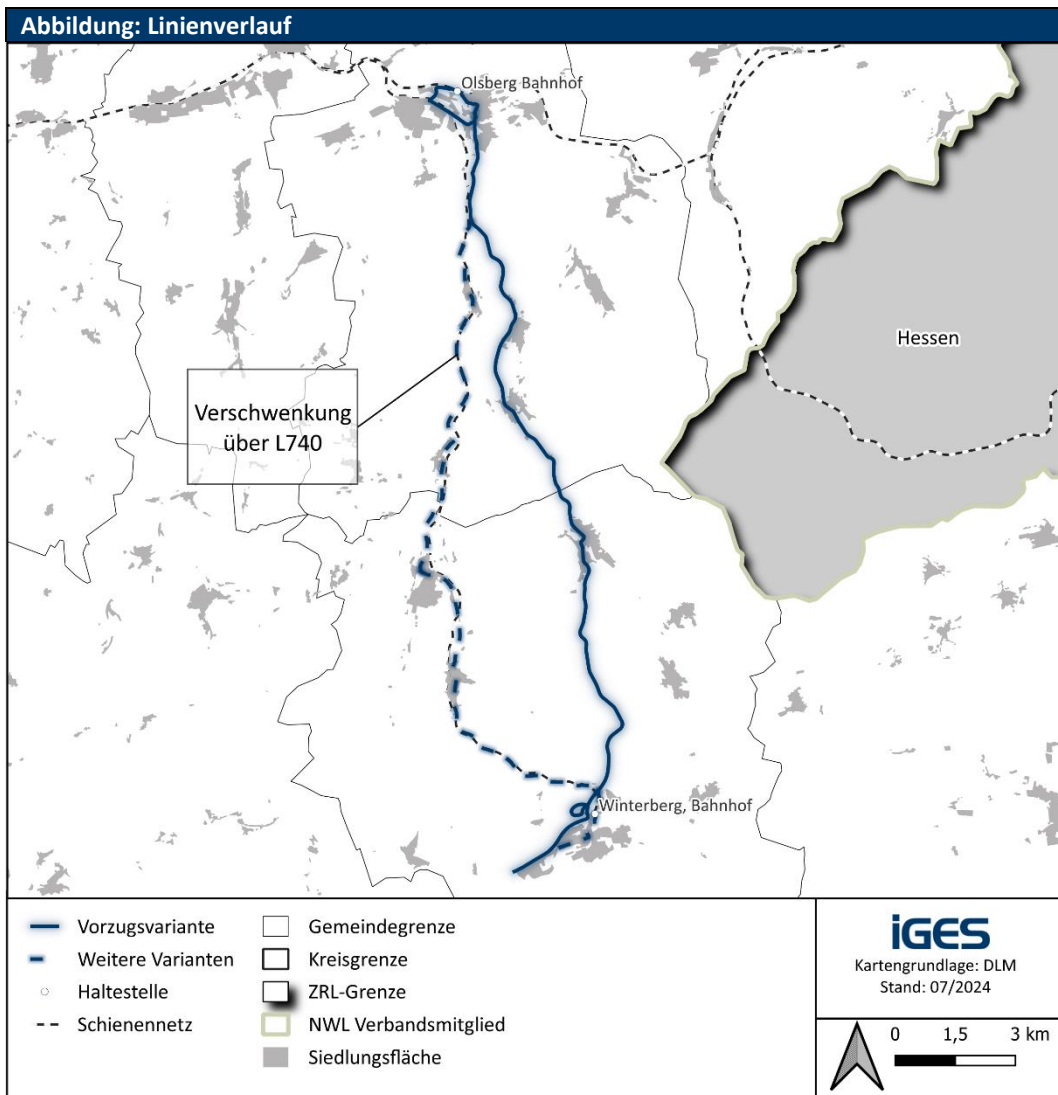 Abbildung: Linienverlauf
Olsberg Bahnhof
Hessen
Verschwenkung
über L740
Winterberg, Bahnhof
Vorzugsvariante
Weitere Varianten
Haltestelle
Schienennetz
Gemeindegrenze
Kreisgrenze
ZRL-Grenze
NWL Verbandsmitglied
Siedlungsfläche
iGES
Kartengrundlage: DLM
Stand: 07/2024
0 1,5 3 km